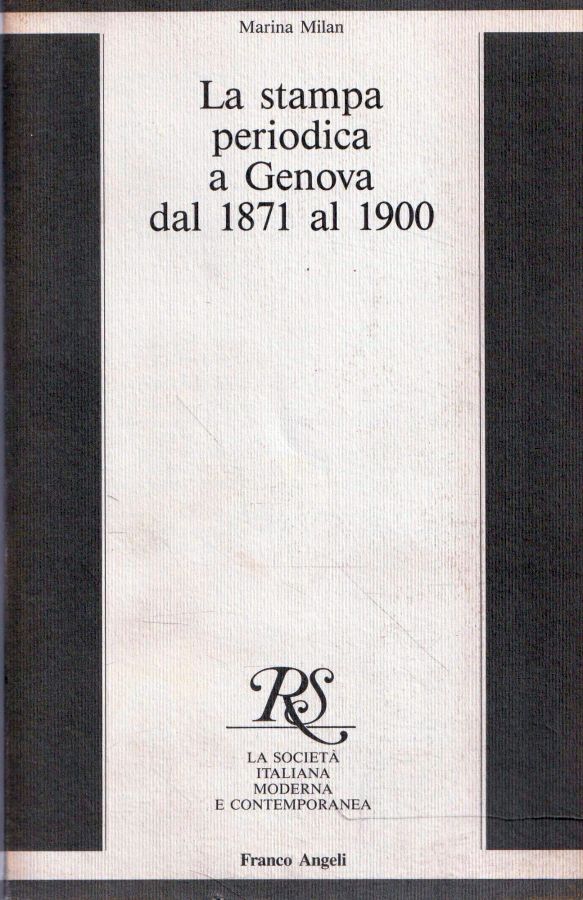 Marina Milan
La stampa
periodica
a Genova
dal 1871 al 1900
RS
LA SOCIETÀ
ITALIANA
MODERNA
E CONTEMPORANEA
Franco Angeli